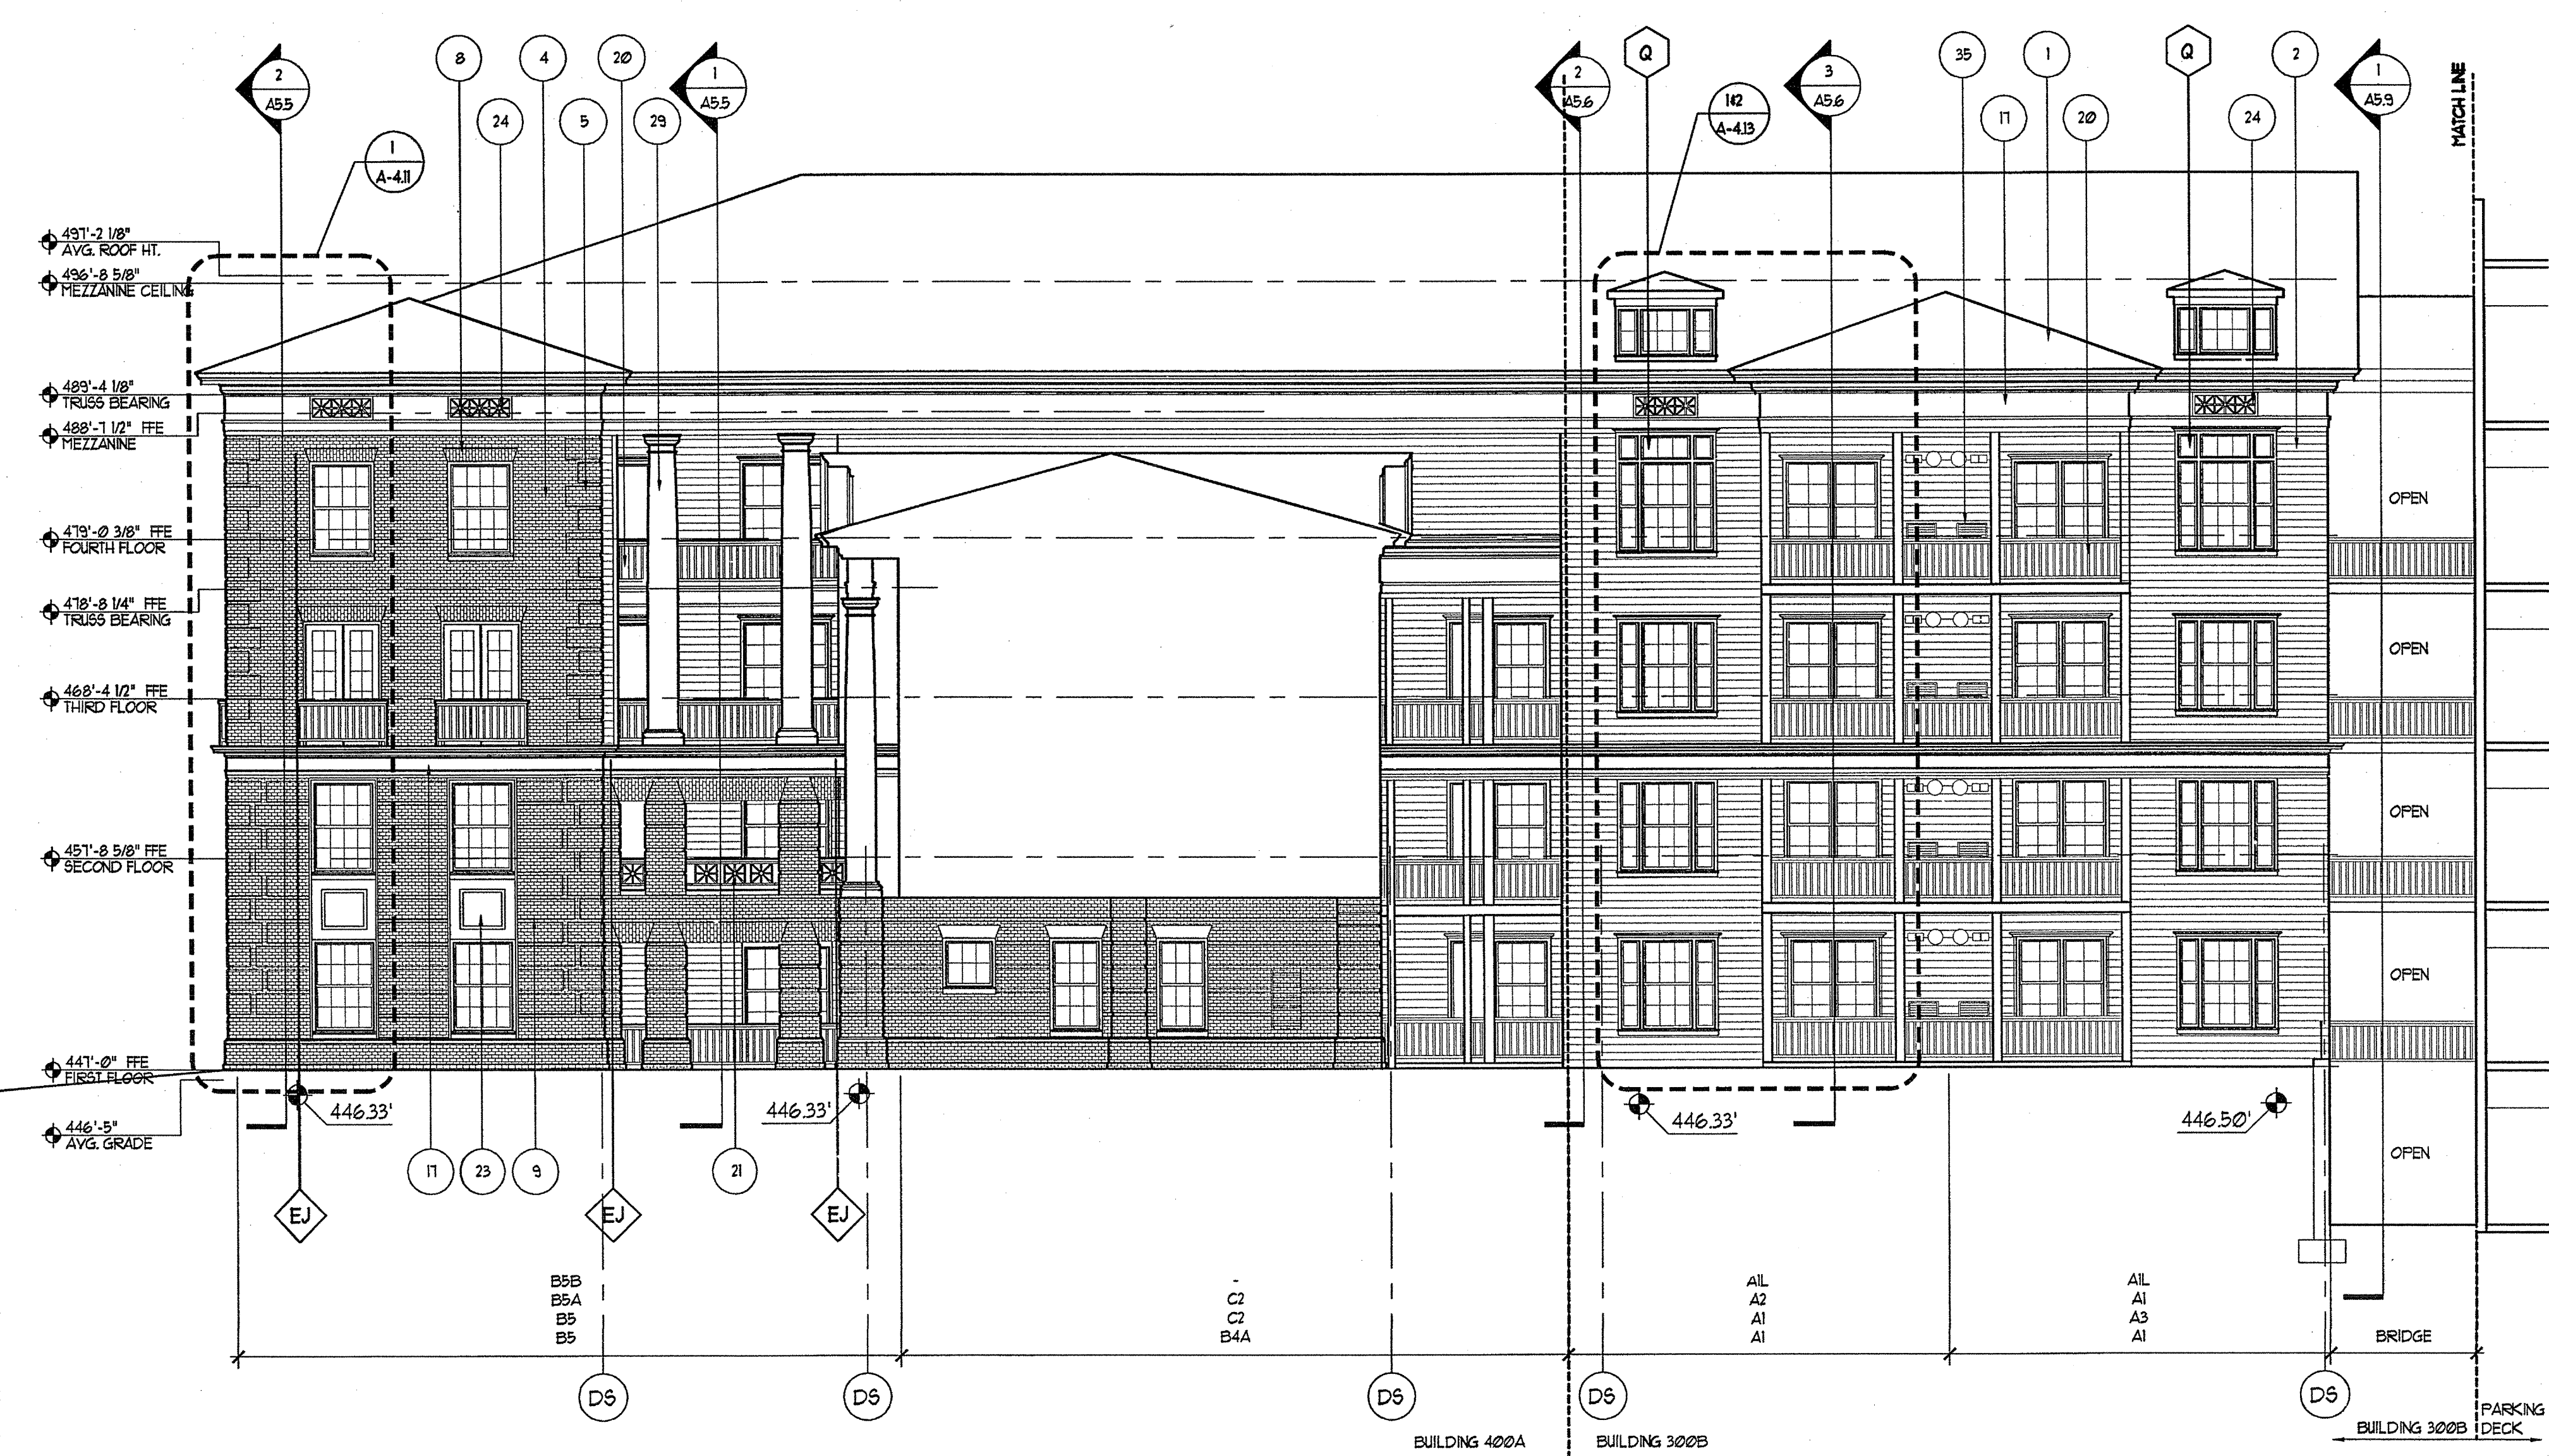 2
A5.5
8
4
20
24
5
29
1
A5.5
1
A-4.11
2
A5.6
Q
1&2
A-4.13
3
A5.6
35
1
17
20
Q
2
24
1
A5.9
MATCH LINE
497'-2 1/8"
AVG. ROOF HT.
496'-8 5/8"
MEZZANINE CEILING
489'-4 1/8"
TRUSS BEARING
488'-7 1/2" FFE
MEZZANINE
479'-0 3/8" FFE
FOURTH FLOOR
478'-8 1/4" FFE
TRUSS BEARING
468'-4 1/2" FFE
THIRD FLOOR
457'-8 5/8" FFE
SECOND FLOOR
447'-0" FFE
FIRST FLOOR
446'-5"
AVG. GRADE
OPEN
OPEN
OPEN
OPEN
OPEN
446.33'
446.33'
446.33'
446.50'
17
23
9
21
EJ
EJ
EJ
B5B
B5A
B5
B5
-
C2
C2
B4A
A1L
A2
A1
A1
A1L
A1
A3
A1
BRIDGE
DS
DS
DS
DS
DS
BUILDING 400A
BUILDING 300B
BUILDING 300B
PARKING
DECK